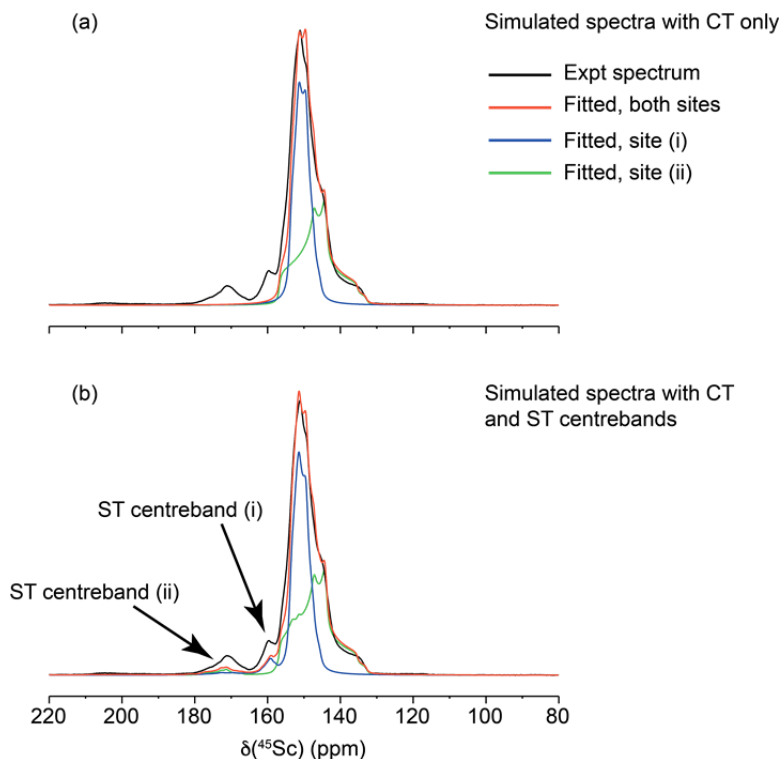 (a)
Simulated spectra with CT only
Expt spectrum
Fitted, both sites
Fitted, site (i)
Fitted, site (ii)
(b)
Simulated spectra with CT
and ST centrebands
ST centreband (i)
ST centreband (ii)
220 200 180 160 140 120 100 80
δ(⁴⁵Sc) (ppm)